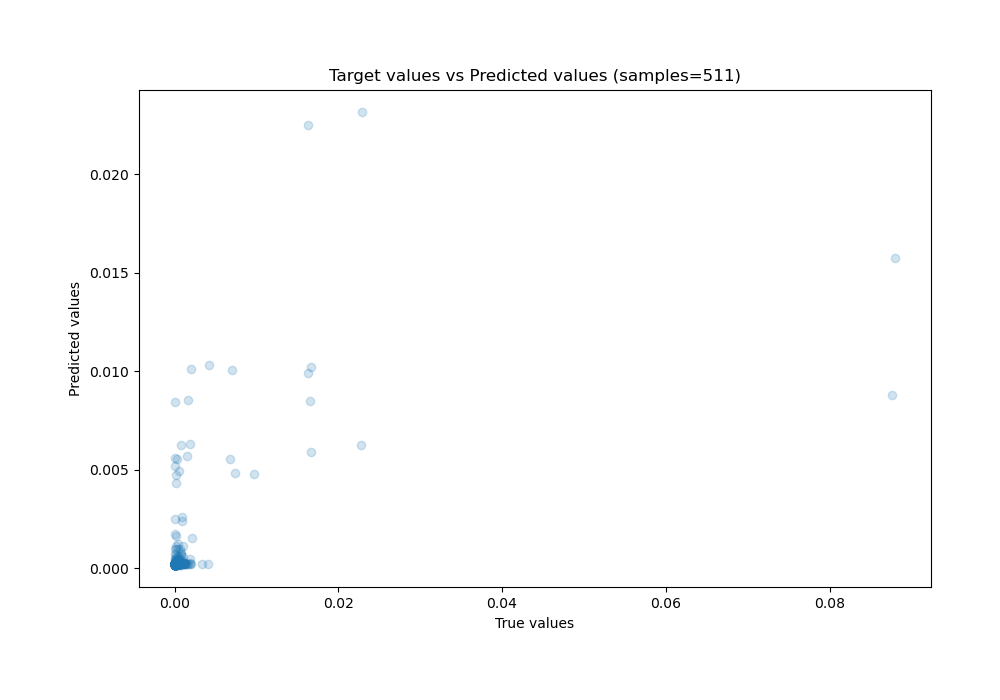 Target values vs Predicted values (samples=511)
0.020
0.015
0.010
0.005
0.000
Predicted values
0.00 0.02 0.04 0.06 0.08
True values